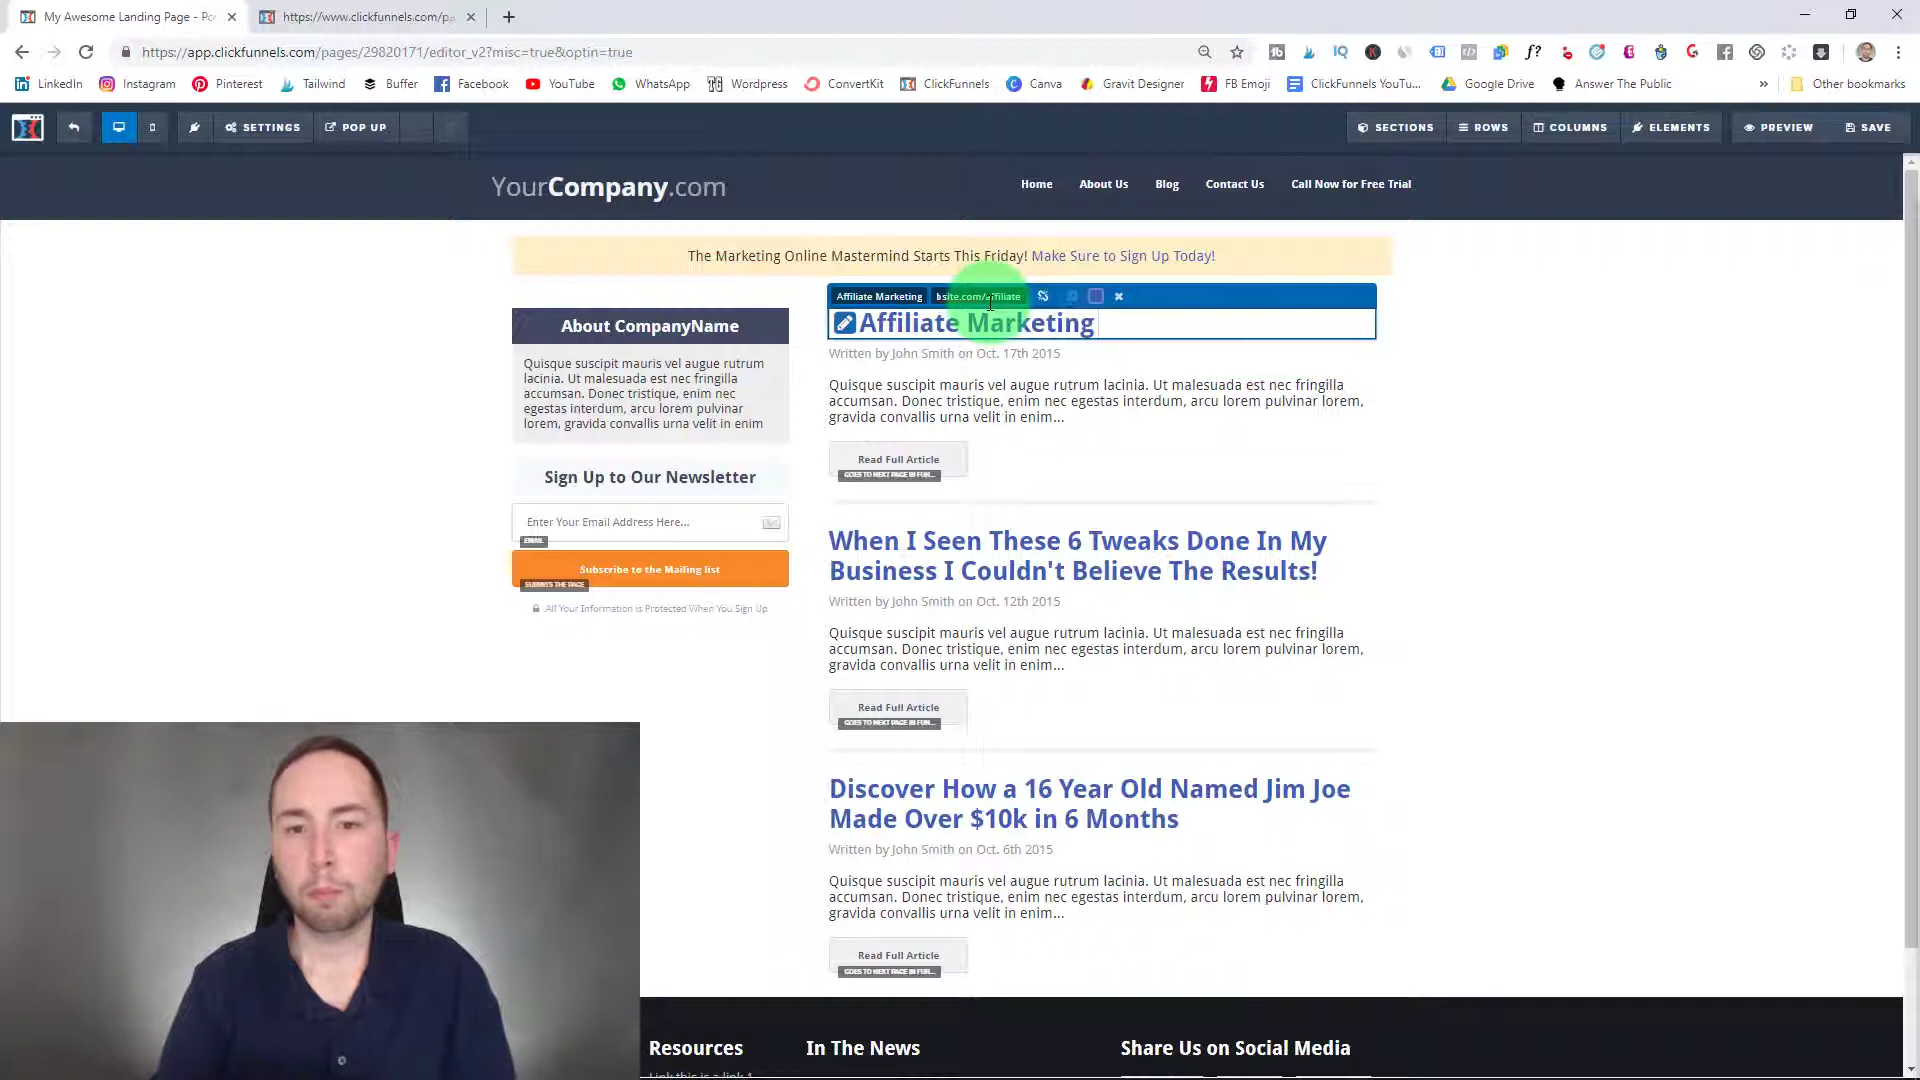 My Awesome Landing Page - Po
https://www.clickfunnels.com/pa
https://app.clickfunnels.com/pages/29820171/editor_v2?misc=true&optin=true
LinkedIn
Instagram
Pinterest
Tailwind
Buffer
Facebook
YouTube
WhatsApp
Wordpress
ConvertKit
ClickFunnels
Canva
Gravit Designer
FB Emoji
ClickFunnels YouTu...
Google Drive
Answer The Public
Other bookmarks
SETTINGS
POP UP
SECTIONS
ROWS
COLUMNS
ELEMENTS
PREVIEW
SAVE
YourCompany.com
Home
About Us
Blog
Contact Us
Call Now for Free Trial
The Marketing Online Mastermind Starts This Friday! Make Sure to Sign Up Today!
About CompanyName
Quisque suscipit mauris vel augue rutrum
lacinia. Ut malesuada est nec fringilla
accumsan. Donec tristique, enim nec
egestas interdum, arcu lorem pulvinar
lorem, gravida convallis urna velit in enim
Sign Up to Our Newsletter
Enter Your Email Address Here...
EMAIL
Subscribe to the Mailing list
SUBMITS THE PAGE
All Your Information is Protected When You Sign Up
Affiliate Marketing
bsite.com/affiliate
Affiliate Marketing
Written by John Smith on Oct. 17th 2015
Quisque suscipit mauris vel augue rutrum lacinia. Ut malesuada est nec fringilla
accumsan. Donec tristique, enim nec egestas interdum, arcu lorem pulvinar lorem,
gravida convallis urna velit in enim...
Read Full Article
GOES TO NEXT PAGE IN FUN...
When I Seen These 6 Tweaks Done In My
Business I Couldn't Believe The Results!
Written by John Smith on Oct. 12th 2015
Quisque suscipit mauris vel augue rutrum lacinia. Ut malesuada est nec fringilla
accumsan. Donec tristique, enim nec egestas interdum, arcu lorem pulvinar lorem,
gravida convallis urna velit in enim...
Read Full Article
GOES TO NEXT PAGE IN FUN...
Discover How a 16 Year Old Named Jim Joe
Made Over $10k in 6 Months
Written by John Smith on Oct. 6th 2015
Quisque suscipit mauris vel augue rutrum lacinia. Ut malesuada est nec fringilla
accumsan. Donec tristique, enim nec egestas interdum, arcu lorem pulvinar lorem,
gravida convallis urna velit in enim...
Read Full Article
GOES TO NEXT PAGE IN FUN...
Resources
Link this is a link 1
In The News
Share Us on Social Media